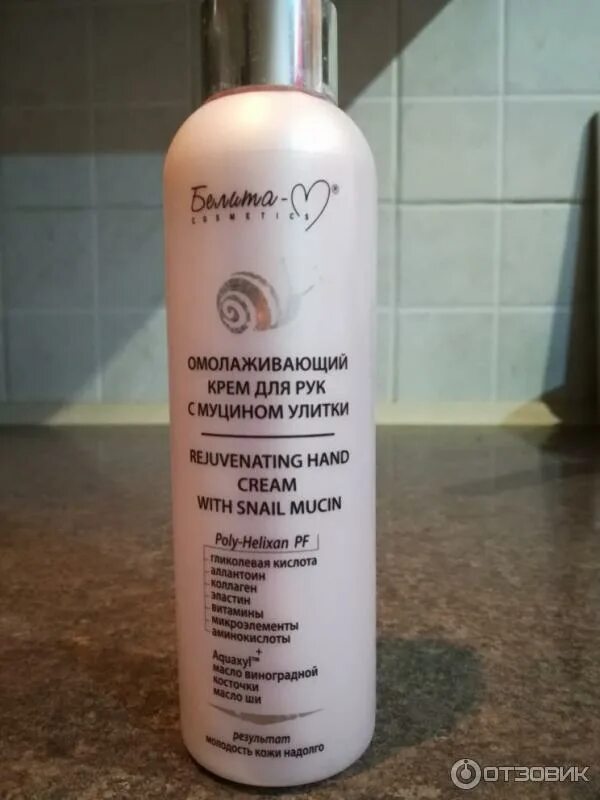 Белита-М®
COSMETICS
ОМОЛАЖИВАЮЩИЙ
КРЕМ ДЛЯ РУК
С МУЦИНОМ УЛИТКИ
REJUVENATING HAND
CREAM
WITH SNAIL MUCIN
Poly-Helixan PF
гликолевая кислота
аллантоин
коллаген
эластин
витамины
микроэлементы
аминокислоты
+
Aquaxyl™
масло виноградной
косточки
масло ши
результат
молодость кожи надолго
ОТЗОВИК